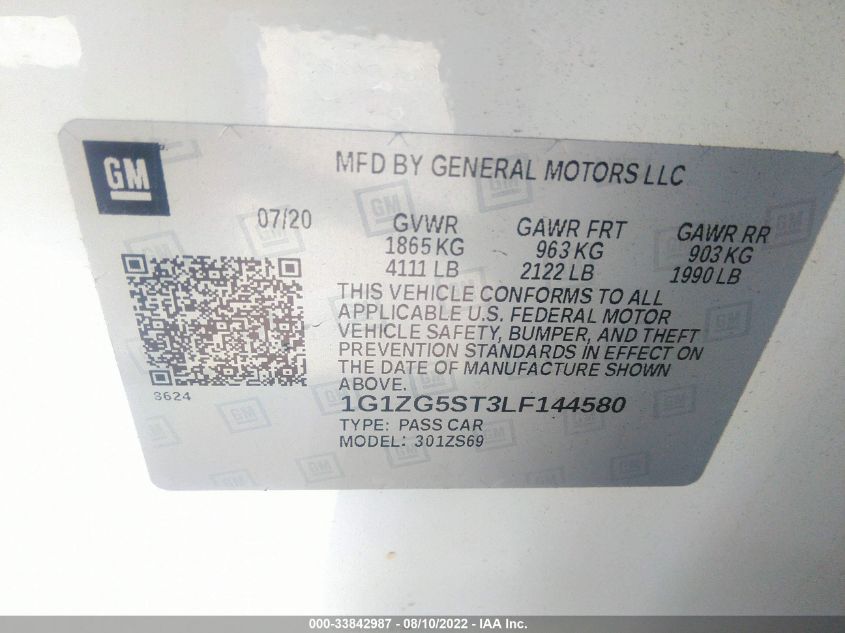 GM
MFD BY GENERAL MOTORS LLC
07/20
GVWR GAWR FRT GAWR RR
1865 KG 963 KG 903 KG
4111 LB 2122 LB 1990 LB
THIS VEHICLE CONFORMS TO ALL
APPLICABLE U.S. FEDERAL MOTOR
VEHICLE SAFETY, BUMPER, AND THEFT
PREVENTION STANDARDS IN EFFECT ON
THE DATE OF MANUFACTURE SHOWN
ABOVE.
3624
1G1ZG5ST3LF144580
TYPE: PASS CAR
MODEL: 301ZS69
000-33842987 - 08/10/2022 - IAA Inc.